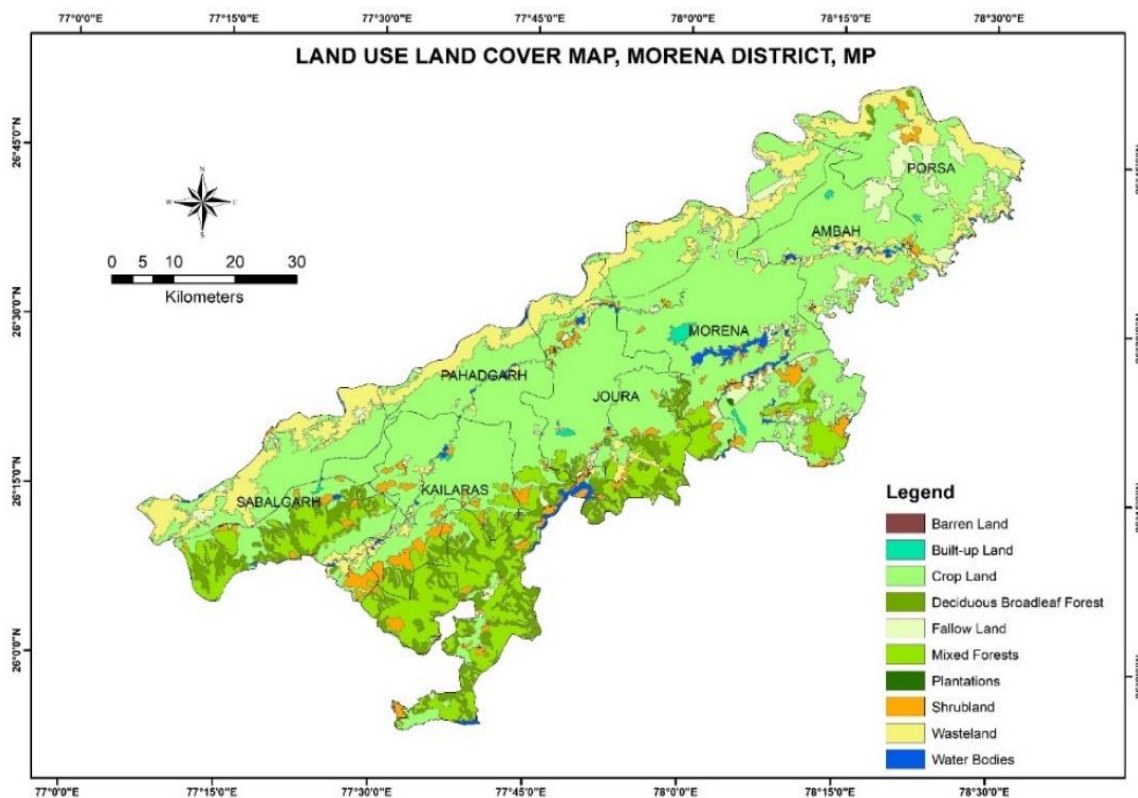 77°0'0"E 77°15'0"E 77°30'0"E 77°45'0"E 78°0'0"E 78°15'0"E 78°30'0"E
LAND USE LAND COVER MAP, MORENA DISTRICT, MP
26°45'0"N
PORSA
N
W E
S
AMBAH
0 5 10 20 30
Kilometers
26°30'0"N
MORENA
PAHADGARH
JOURA
26°15'0"N
SABALGARH
KAILARAS
Legend
Barren Land
Built-up Land
Crop Land
Deciduous Broadleaf Forest
Fallow Land
26°0'0"N
Mixed Forests
Plantations
Shrubland
Wasteland
Water Bodies
77°0'0"E 77°15'0"E 77°30'0"E 77°45'0"E 78°0'0"E 78°15'0"E 78°30'0"E